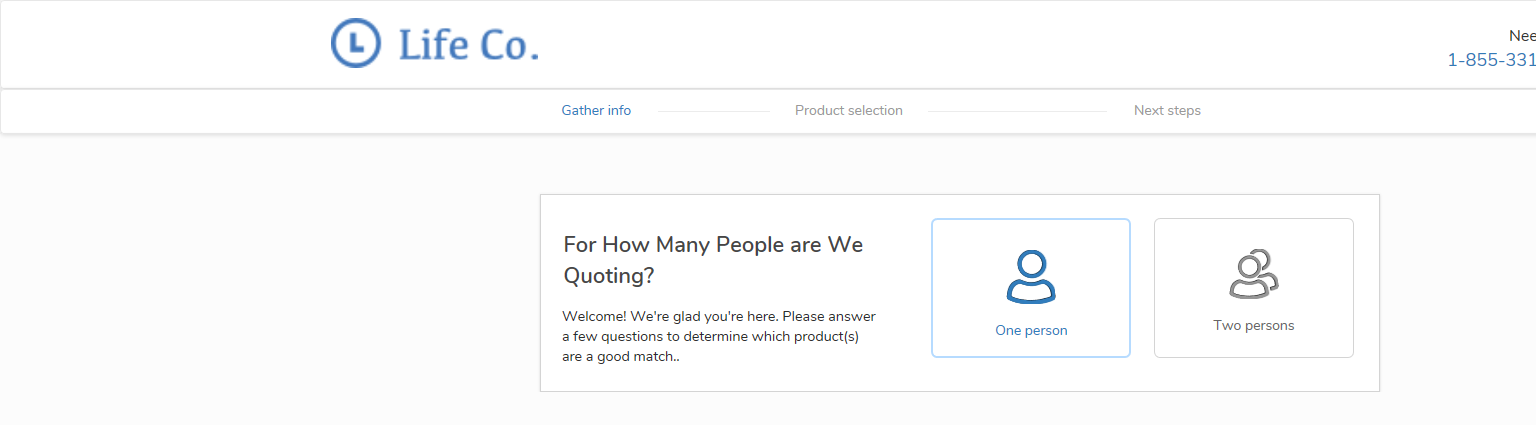 Life Co.
1-855-331
Gather info
Product selection
Next steps
For How Many People are We
Quoting?
Welcome! We're glad you're here. Please answer
a few questions to determine which product(s)
are a good match..
One person
Two persons